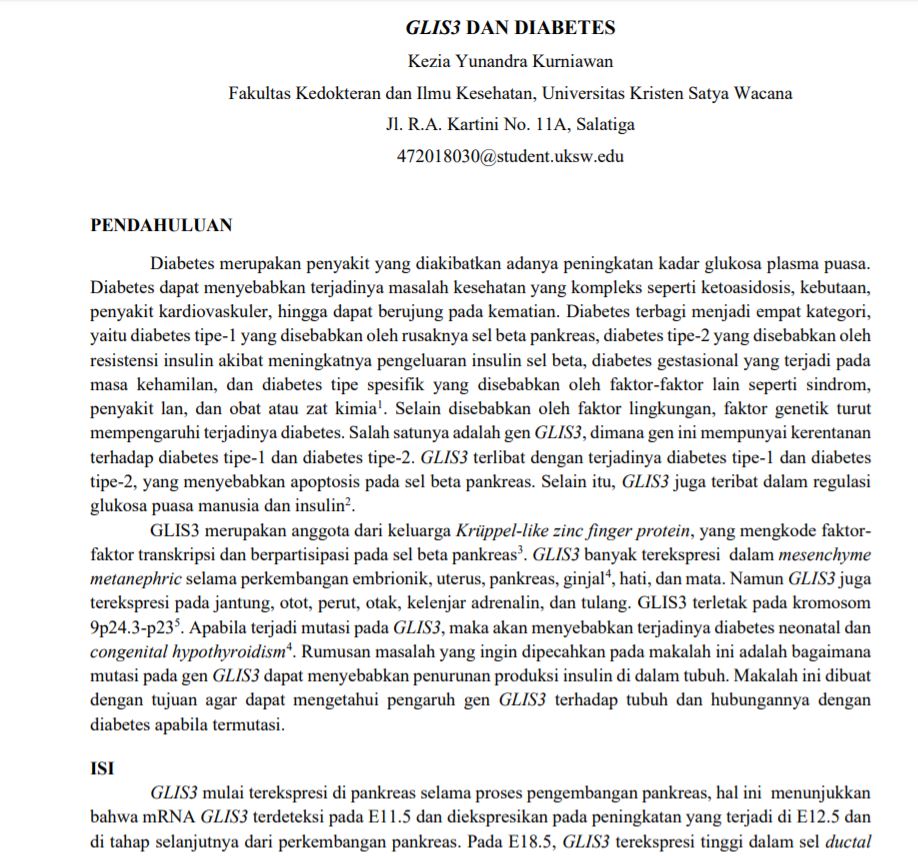 GLIS3 DAN DIABETES
Kezia Yunandra Kurniawan
Fakultas Kedokteran dan Ilmu Kesehatan, Universitas Kristen Satya Wacana
Jl. R.A. Kartini No. 11A, Salatiga
472018030@student.uksw.edu
PENDAHULUAN
Diabetes merupakan penyakit yang diakibatkan adanya peningkatan kadar glukosa plasma puasa.
Diabetes dapat menyebabkan terjadinya masalah kesehatan yang kompleks seperti ketoasidosis, kebutaan,
penyakit kardiovaskuler, hingga dapat berujung pada kematian. Diabetes terbagi menjadi empat kategori,
yaitu diabetes tipe-1 yang disebabkan oleh rusaknya sel beta pankreas, diabetes tipe-2 yang disebabkan oleh
resistensi insulin akibat meningkatnya pengeluaran insulin sel beta, diabetes gestasional yang terjadi pada
masa kehamilan, dan diabetes tipe spesifik yang disebabkan oleh faktor-faktor lain seperti sindrom,
penyakit lan, dan obat atau zat kimia¹. Selain disebabkan oleh faktor lingkungan, faktor genetik turut
mempengaruhi terjadinya diabetes. Salah satunya adalah gen GLIS3, dimana gen ini mempunyai kerentanan
terhadap diabetes tipe-1 dan diabetes tipe-2. GLIS3 terlibat dengan terjadinya diabetes tipe-1 dan diabetes
tipe-2, yang menyebabkan apoptosis pada sel beta pankreas. Selain itu, GLIS3 juga teribat dalam regulasi
glukosa puasa manusia dan insulin².
GLIS3 merupakan anggota dari keluarga Krüppel-like zinc finger protein, yang mengkode faktor-
faktor transkripsi dan berpartisipasi pada sel beta pankreas³. GLIS3 banyak terekspresi dalam mesenchyme
metanephric selama perkembangan embrionik, uterus, pankreas, ginjal⁴, hati, dan mata. Namun GLIS3 juga
terekspresi pada jantung, otot, perut, otak, kelenjar adrenalin, dan tulang. GLIS3 terletak pada kromosom
9p24.3-p23⁵. Apabila terjadi mutasi pada GLIS3, maka akan menyebabkan terjadinya diabetes neonatal dan
congenital hypothyroidism⁴. Rumusan masalah yang ingin dipecahkan pada makalah ini adalah bagaimana
mutasi pada gen GLIS3 dapat menyebabkan penurunan produksi insulin di dalam tubuh. Makalah ini dibuat
dengan tujuan agar dapat mengetahui pengaruh gen GLIS3 terhadap tubuh dan hubungannya dengan
diabetes apabila termutasi.
ISI
GLIS3 mulai terekspresi di pankreas selama proses pengembangan pankreas, hal ini menunjukkan
bahwa mRNA GLIS3 terdeteksi pada E11.5 dan diekspresikan pada peningkatan yang terjadi di E12.5 dan
di tahap selanjutnya dari perkembangan pankreas. Pada E18.5, GLIS3 terekspresi tinggi dalam sel ductal